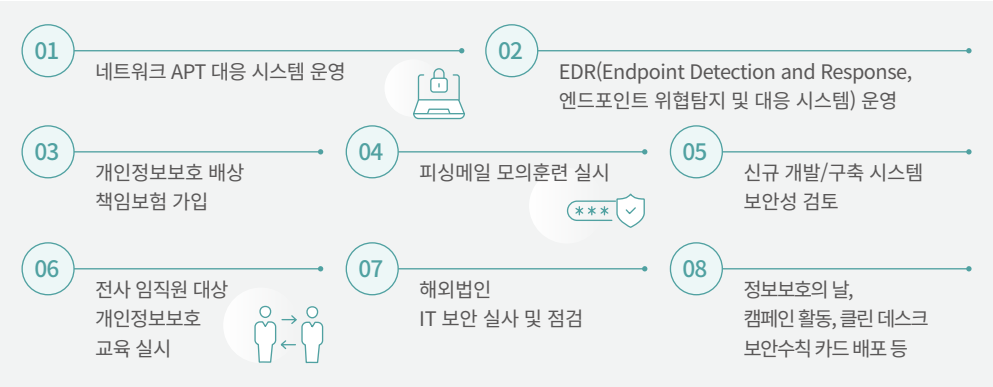 01
네트워크 APT 대응 시스템 운영
02
EDR(Endpoint Detection and Response,
엔드포인트 위협탐지 및 대응 시스템) 운영
03
개인정보보호 배상
책임보험 가입
04
피싱메일 모의훈련 실시
***
05
신규 개발/구축 시스템
보안성 검토
06
전사 임직원 대상
개인정보보호
교육 실시
07
해외법인
IT 보안 실사 및 점검
08
정보보호의 날,
캠페인 활동, 클린 데스크
보안수칙 카드 배포 등